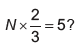 N × 2/3 = 5?